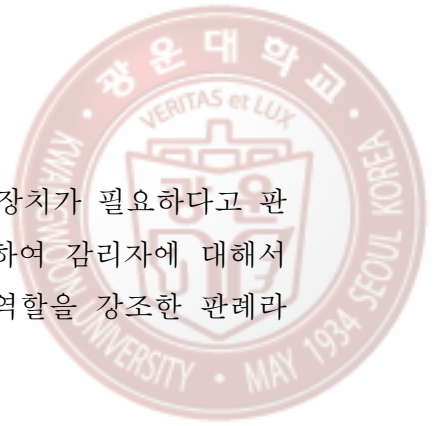 광운대학교
VERITAS et LUX
장치가 필요하다고 판
하여 감리자에 대해서
역할을 강조한 판례라
KWANGWOON UNIVERSITY • MAY 1934 SEOUL KOREA